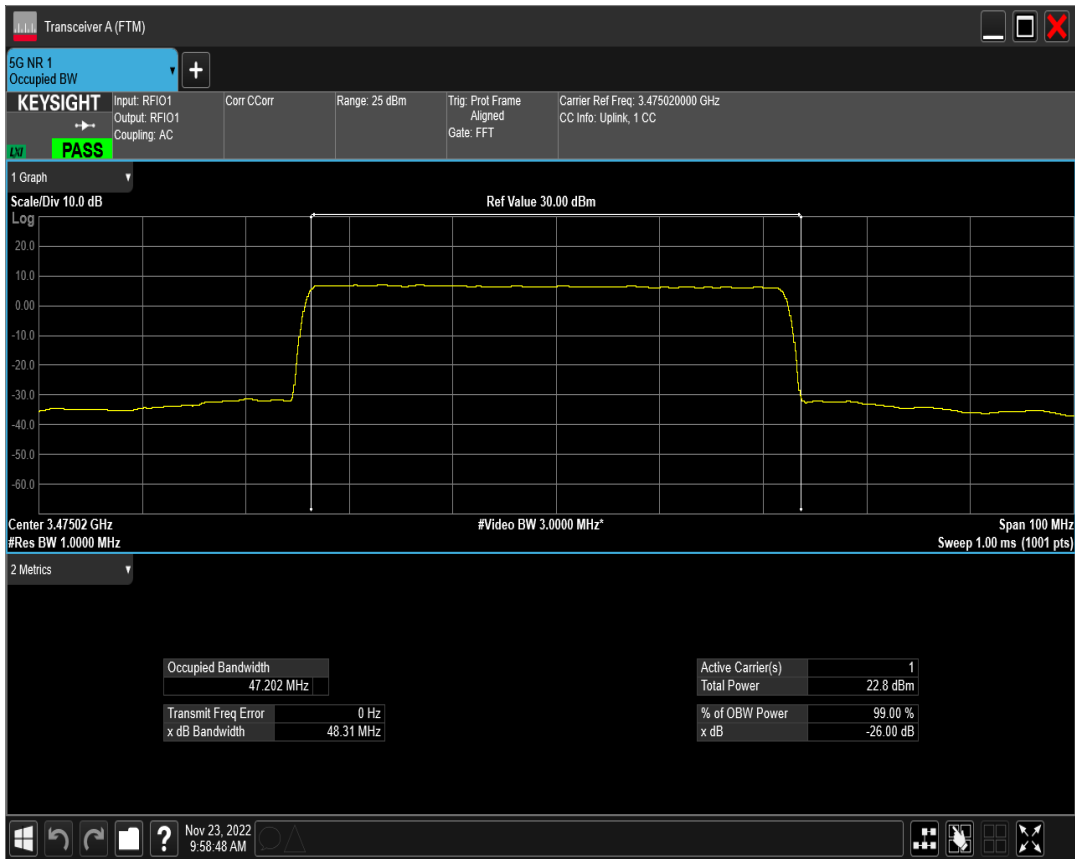 Transceiver A (FTM)
5G NR 1
Occupied BW
+
KEYSIGHT
LXI
PASS
Input: RFIO1
Output: RFIO1
Coupling: AC
Corr CCorr
Range: 25 dBm
Trig: Prot Frame
Aligned
Gate: FFT
Carrier Ref Freq: 3.475020000 GHz
CC Info: Uplink, 1 CC
1 Graph
Scale/Div 10.0 dB
Ref Value 30.00 dBm
Log
20.0
10.0
0.00
-10.0
-20.0
-30.0
-40.0
-50.0
-60.0
Center 3.47502 GHz
#Video BW 3.0000 MHz*
Span 100 MHz
#Res BW 1.0000 MHz
Sweep 1.00 ms (1001 pts)
2 Metrics
Occupied Bandwidth
47.202 MHz
Transmit Freq Error 0 Hz
x dB Bandwidth 48.31 MHz
Active Carrier(s) 1
Total Power 22.8 dBm
% of OBW Power 99.00 %
x dB -26.00 dB
?
Nov 23, 2022
9:58:48 AM